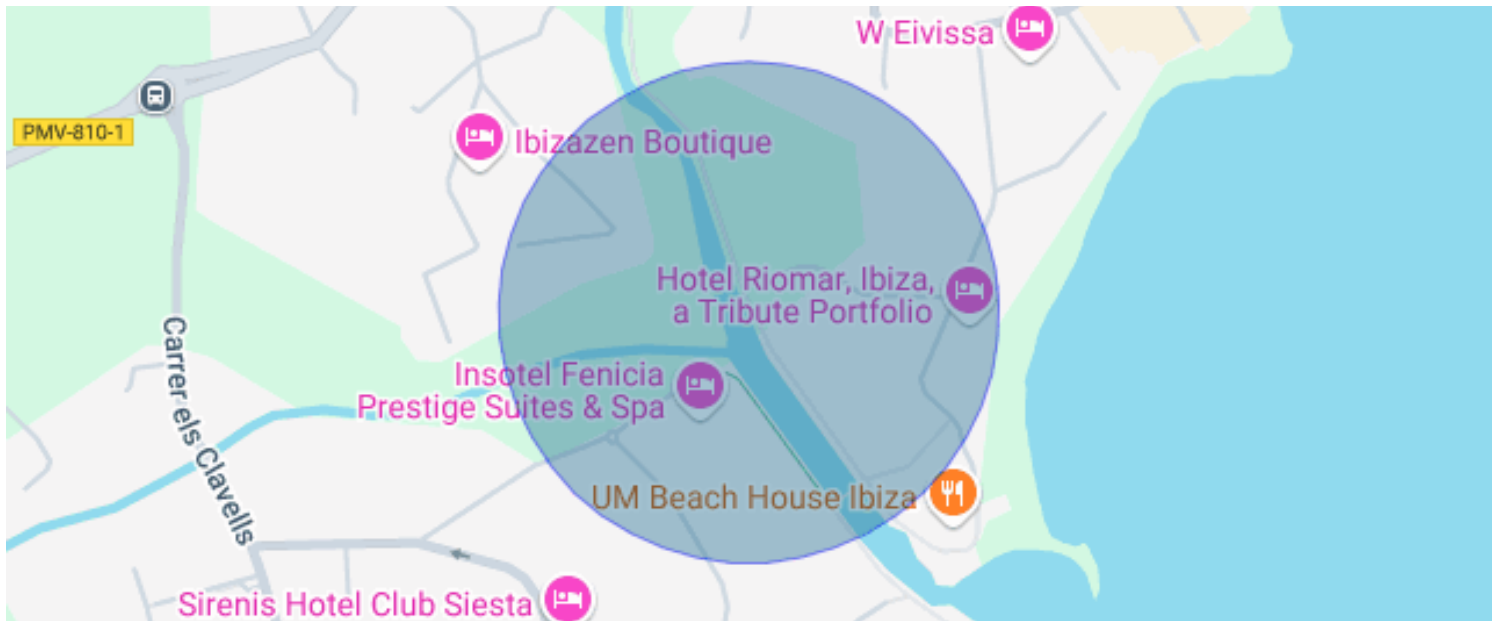 W Eivissa
PMV-810-1
Ibizazen Boutique
Hotel Riomar, Ibiza,
a Tribute Portfolio
Carrer els Clavells
Insotel Fenicia
Prestige Suites & Spa
UM Beach House Ibiza
Sirenis Hotel Club Siesta